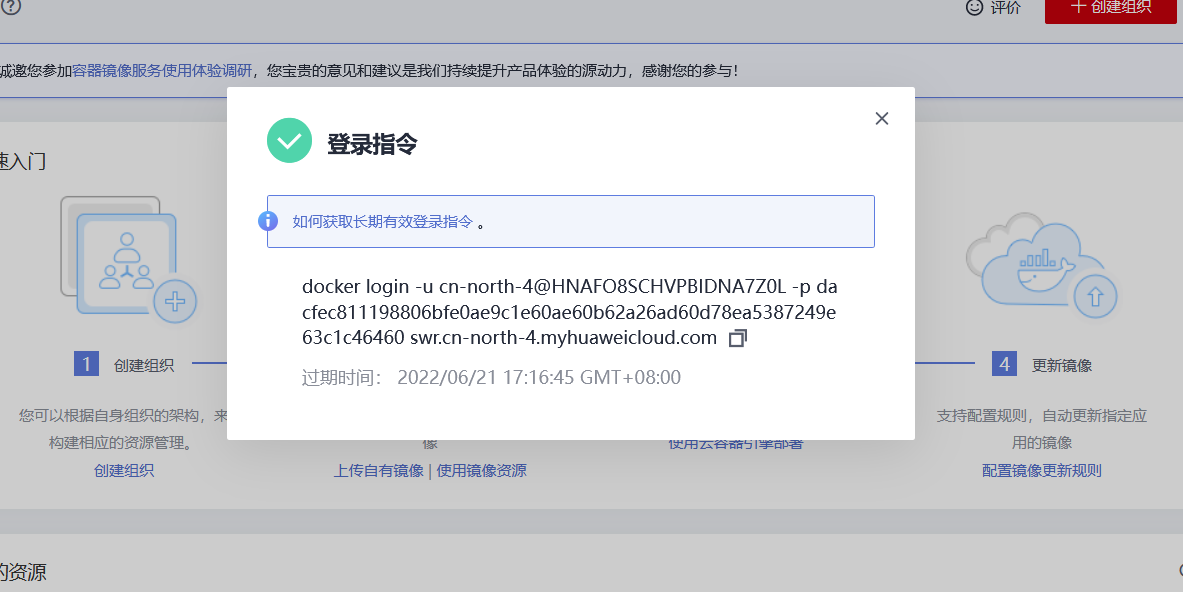 评价
创建组织
诚邀您参加容器镜像服务使用体验调研，您宝贵的意见和建议是我们持续提升产品体验的源动力，感谢您的参与！
登录指令
速入门
如何获取长期有效登录指令 。
docker login -u cn-north-4@HNAFO8SCHVPBIDNA7Z0L -p da
cfec811198806bfe0ae9c1e60ae60b62a26ad60d78ea5387249e
63c1c46460 swr.cn-north-4.myhuaweicloud.com
过期时间： 2022/06/21 17:16:45 GMT+08:00
1 创建组织
您可以根据自身组织的架构，来
构建相应的资源管理。
创建组织
像
上传自有镜像 | 使用镜像资源
使用云容器引擎部署
4 更新镜像
支持配置规则，自动更新指定应
用的镜像
配置镜像更新规则
的资源